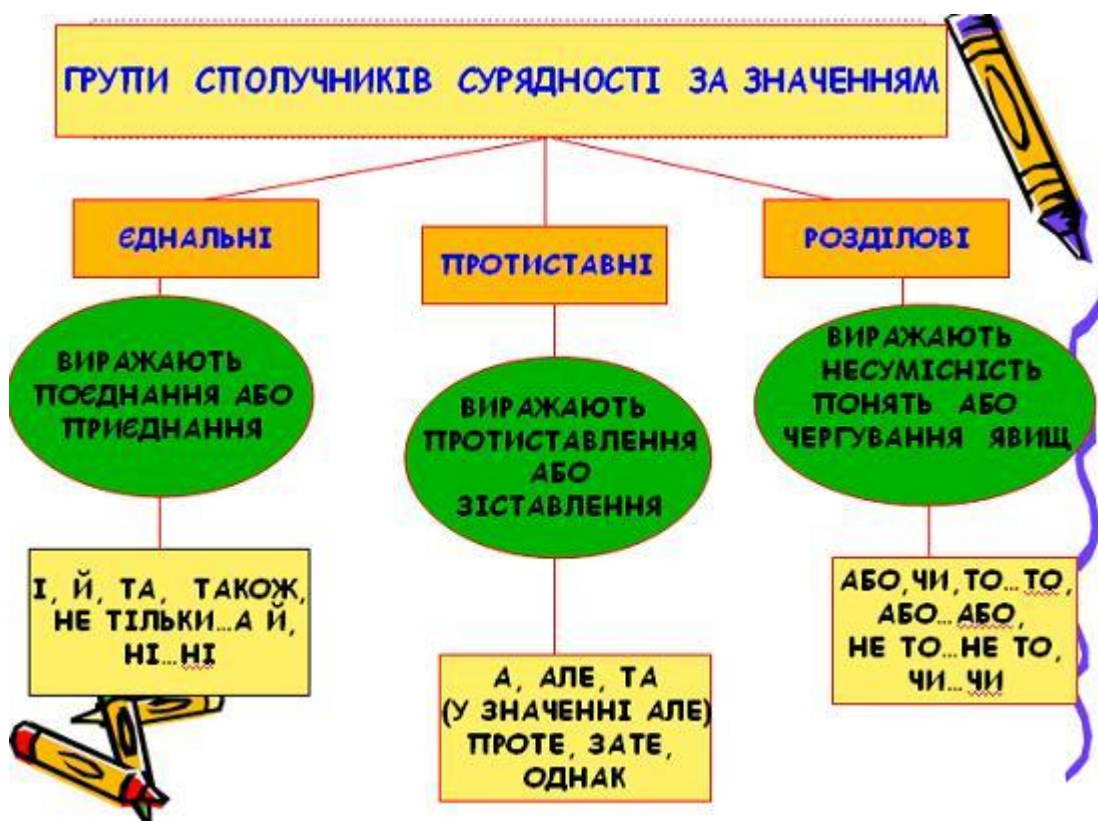 ГРУПИ СПОЛУЧНИКІВ СУРЯДНОСТІ ЗА ЗНАЧЕННЯМ
ЄДНАЛЬНІ
ВИРАЖАЮТЬ
ПОЄДНАННЯ АБО
ПРИЄДНАННЯ
І, Й, ТА, ТАКОЖ,
НЕ ТІЛЬКИ...А Й,
НІ...НІ
ПРОТИСТАВНІ
ВИРАЖАЮТЬ
ПРОТИСТАВЛЕННЯ
АБО
ЗІСТАВЛЕННЯ
А, АЛЕ, ТА
(У ЗНАЧЕННІ АЛЕ)
ПРОТЕ, ЗАТЕ,
ОДНАК
РОЗДІЛОВІ
ВИРАЖАЮТЬ
НЕСУМІСНІСТЬ
ПОНЯТЬ АБО
ЧЕРГУВАННЯ ЯВИЩ
АБО,ЧИ,ТО...ТО,
АБО...АБО,
НЕ ТО...НЕ ТО,
ЧИ...ЧИ